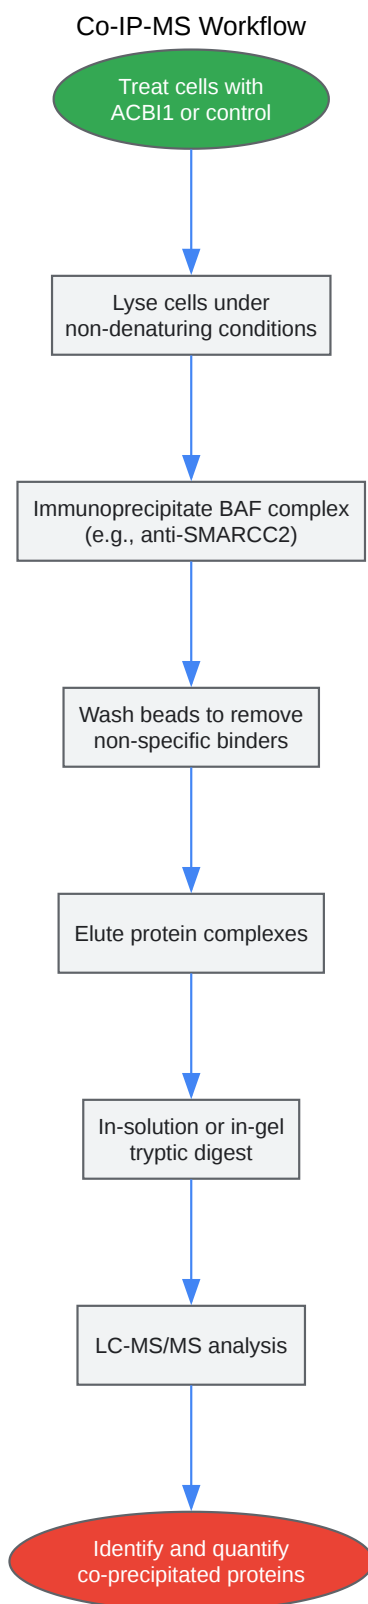 Co-IP-MS Workflow
Treat cells with
ACBI1 or control
Lyse cells under
non-denaturing conditions
Immunoprecipitate BAF complex
(e.g., anti-SMARCC2)
Wash beads to remove
non-specific binders
Elute protein complexes
In-solution or in-gel
tryptic digest
LC-MS/MS analysis
Identify and quantify
co-precipitated proteins